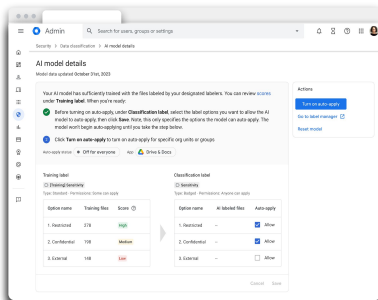 Admin
Search for users, groups or settings
Security > Data classification > AI model details
AI model details
Model data updated October 31st, 2023
Your AI model has sufficiently trained with the files labeled by your designated labelers. You can review scores
under Training label. When you're ready:
Before turning on auto-apply, under Classification label, select the label options you want to allow the AI
model to auto-apply, then click Save. Note, this only specifies the options the model can auto-apply. The
model won't begin auto-applying until you take the step below.
Click Turn on auto-apply to turn on auto-apply for specific org units or groups
Auto-apply status: Off for everyone App: Drive & Docs
Actions
Turn on auto-apply
Go to label manager
Reset model
Training label
[Training] Sensitivity
Type: Standard Permissions: Some can apply
Option name Training files Score
1. Restricted 278 High
2. Confidential 198 Medium
3. External 148 Low
Classification label
Sensitivity
Type: Badged Permissions: Anyone can apply
Option name AI labeled files Auto-apply
1. Restricted – Allow
2. Confidential – Allow
3. External – Allow
Cancel Save